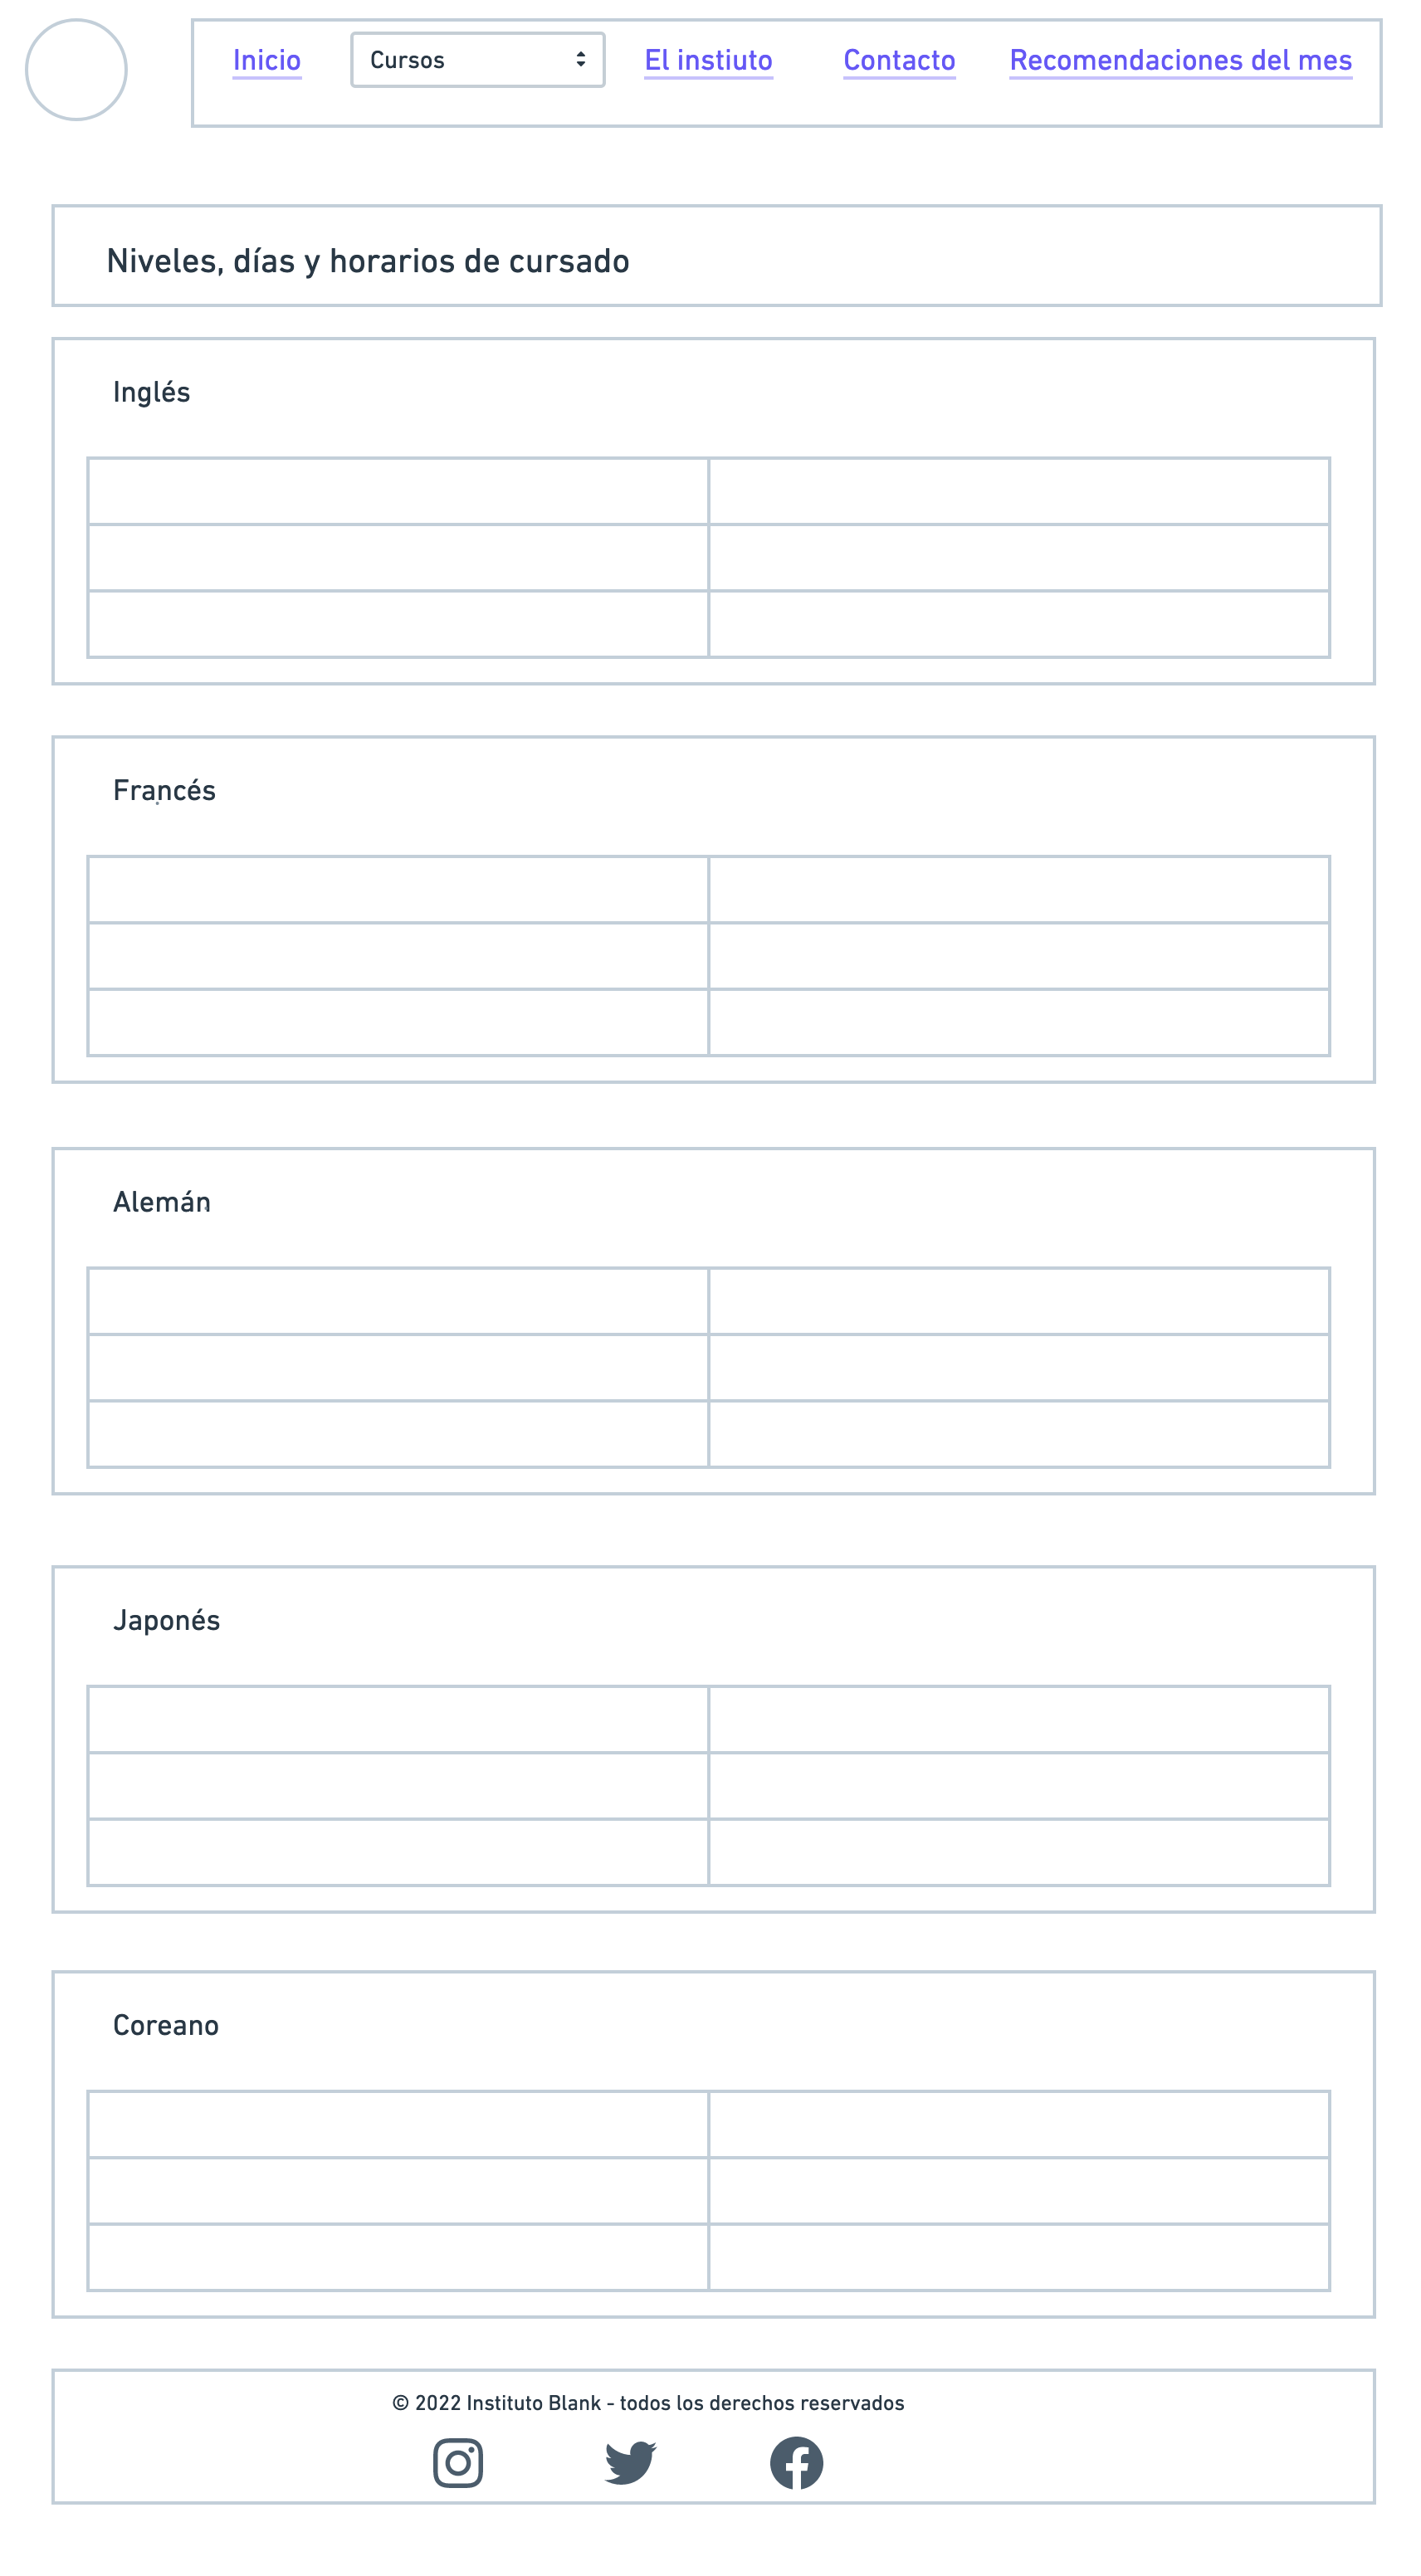 Inicio
Cursos
El instiuto
Contacto
Recomendaciones del mes
Niveles, días y horarios de cursado
Inglés
Francés
Alemán
Japonés
Coreano
© 2022 Instituto Blank - todos los derechos reservados